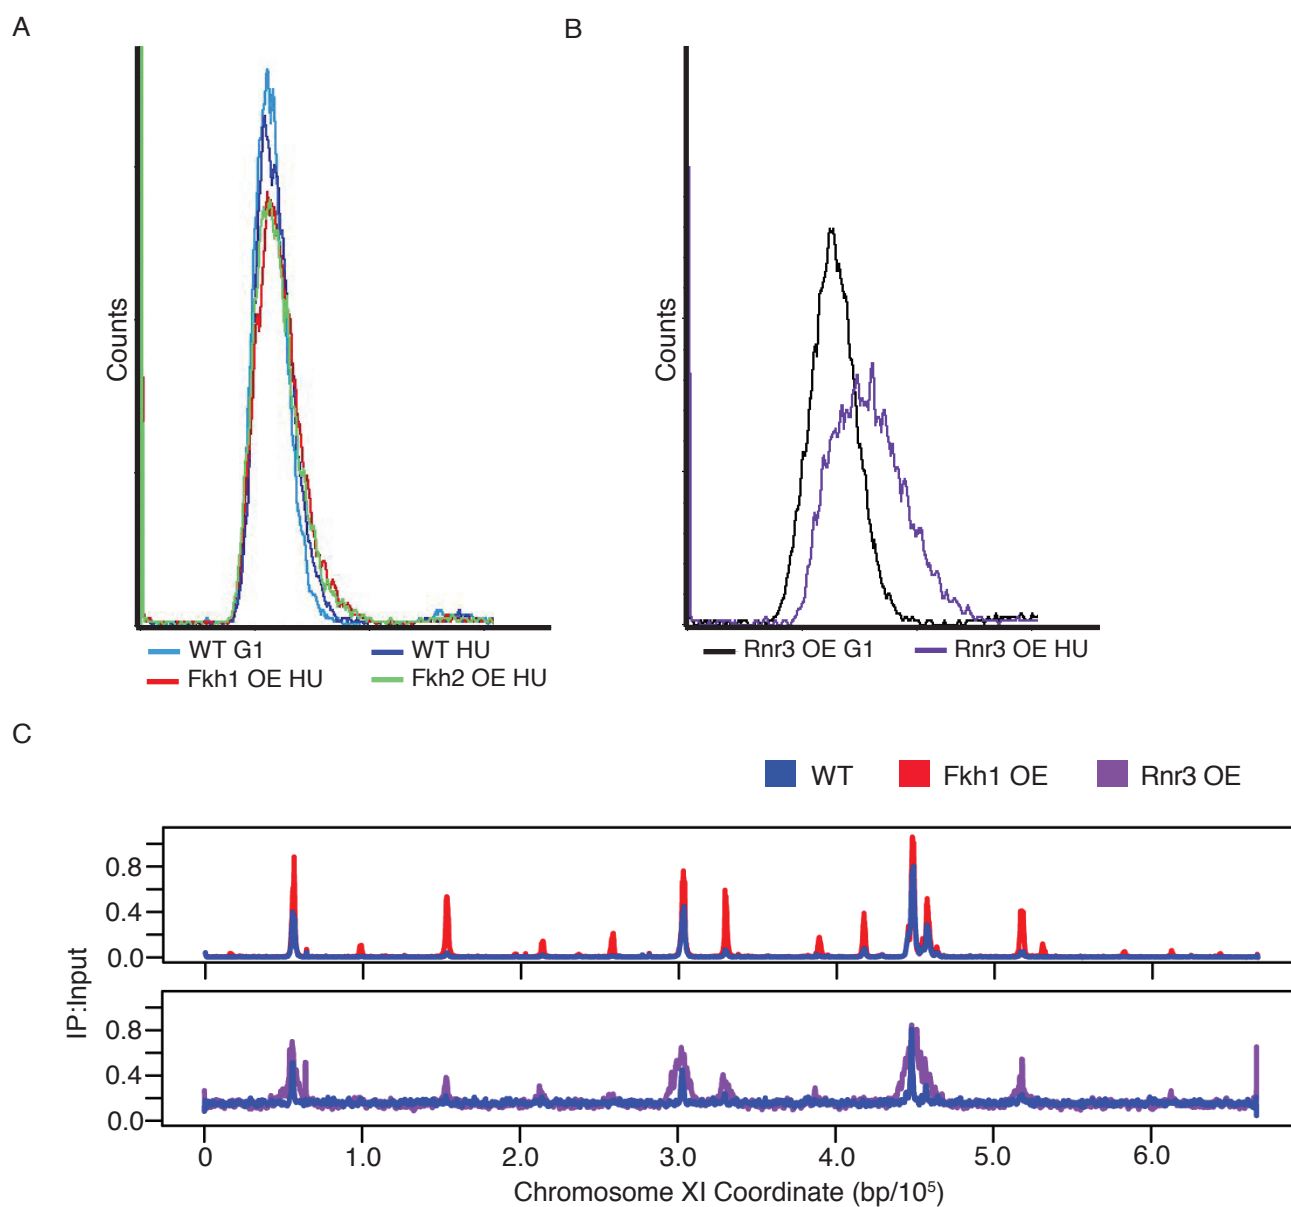 A
B
Counts
Counts
WT G1
WT HU
Fkh1 OE HU
Fkh2 OE HU
Rnr3 OE G1
Rnr3 OE HU
C
WT
Fkh1 OE
Rnr3 OE
0.8
0.4
0.0
IP:Input
0.8
0.4
0.0
0 1.0 2.0 3.0 4.0 5.0 6.0
Chromosome XI Coordinate (bp/10⁵)